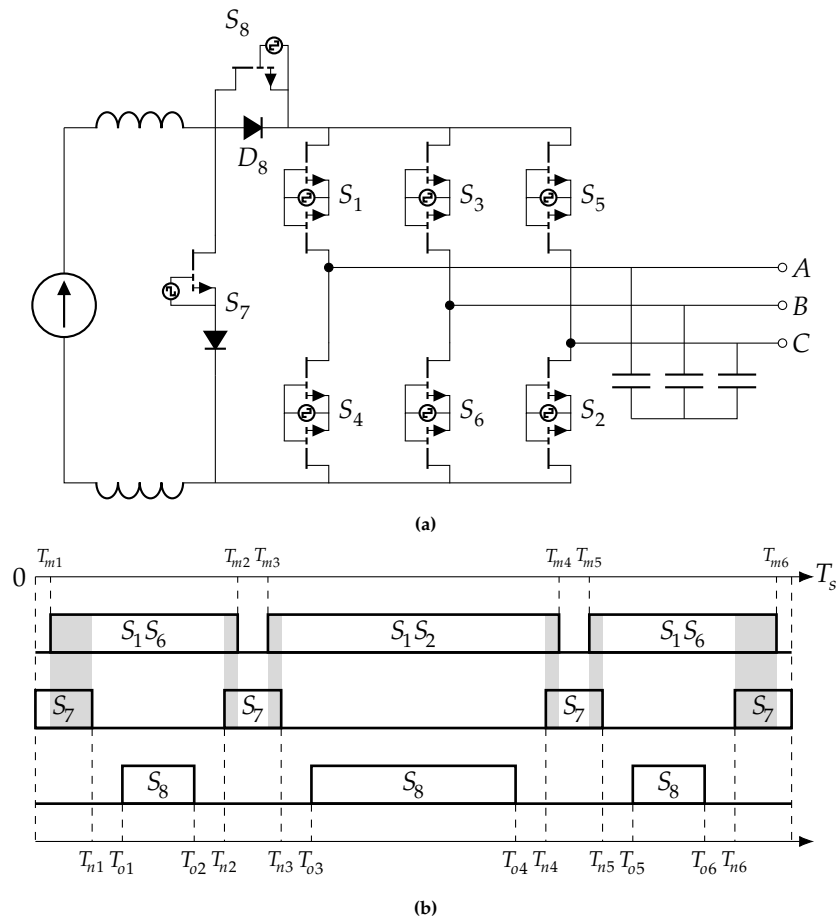 S8
D8
S1 S3 S5
A
S7
B
C
S4 S6 S2
(a)
Tm1 Tm2 Tm3 Tm4 Tm5 Tm6
0 Ts
S1S6 S1S2 S1S6
S7 S7 S7 S7
S8 S8 S8
Tn1 To1 To2 Tn2 Tn3 To3 To4 Tn4 Tn5 To5 To6 Tn6
(b)